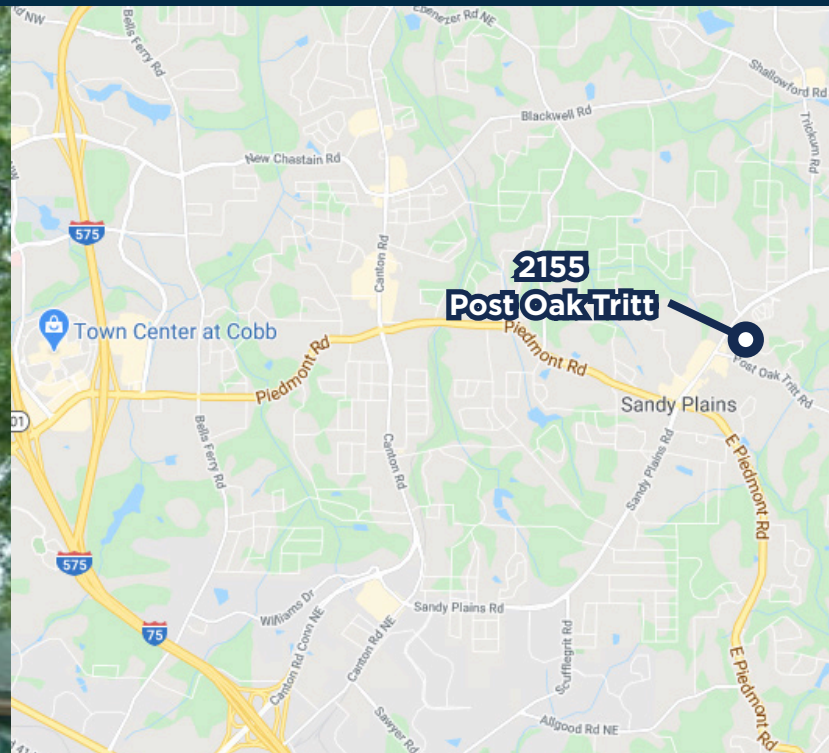 d NW
Bells Ferry Rd
Ebenezer Rd NE
Shallowford Rd
Trickum Rd
Blackwell Rd
New Chastain Rd
575
Canton Rd
2155
Post Oak Tritt
Town Center at Cobb
Piedmont Rd
Piedmont Rd
Post Oak Tritt Rd
Sandy Plains
01
Bells Ferry Rd
Canton Rd
Sandy Plains Rd
E Piedmont Rd
575
Williams Dr
Sandy Plains Rd
75
Canton Rd Conn NE
Canton Rd NE
Scufflegrit Rd
E Piedmont Rd
Sawyer Rd
Allgood Rd NE